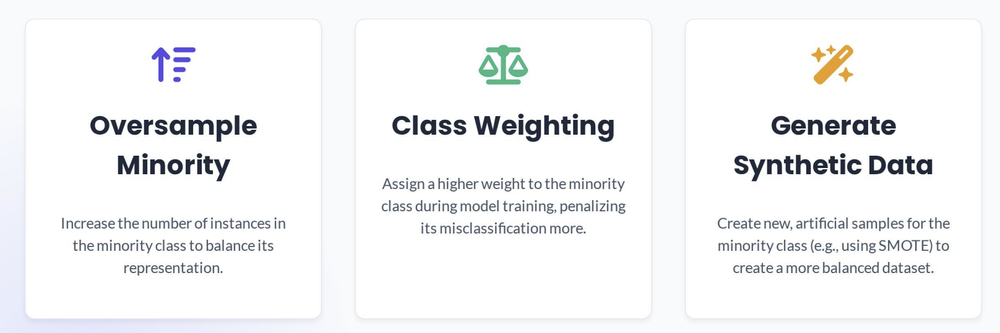 Oversample
Minority
Increase the number of instances in
the minority class to balance its
representation.
Class Weighting
Assign a higher weight to the minority
class during model training, penalizing
its misclassification more.
Generate
Synthetic Data
Create new, artificial samples for the
minority class (e.g., using SMOTE) to
create a more balanced dataset.